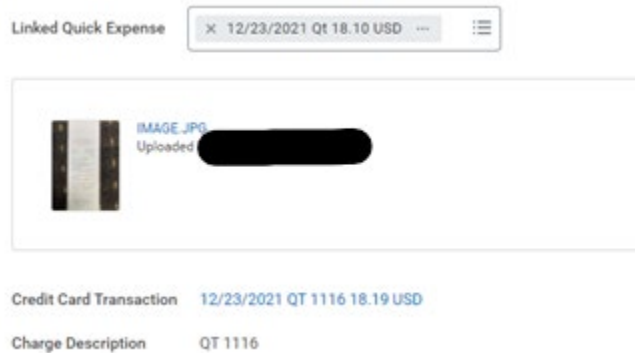 Linked Quick Expense × 12/23/2021 Qt 18.10 USD ...
IMAGE.JPG
Uploaded
Credit Card Transaction 12/23/2021 QT 1116 18.19 USD
Charge Description QT 1116